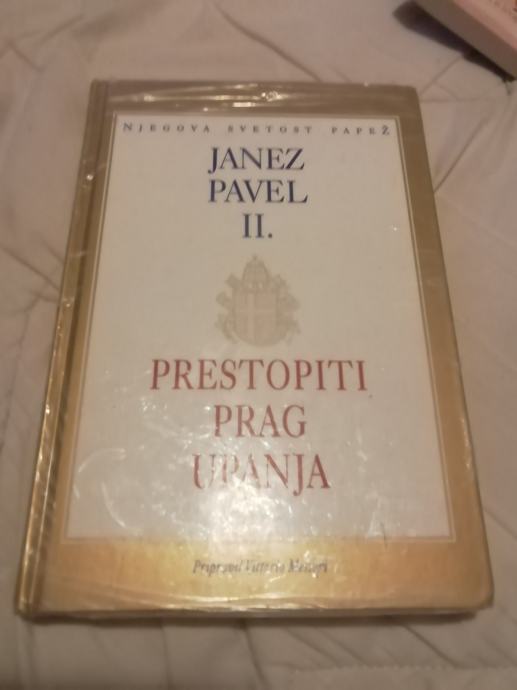 NJEGOVA SVETOST PAPEŽ
JANEZ
PAVEL
II.
PRESTOPITI
PRAG
UPANJA
Pripravil Vittorio Messori